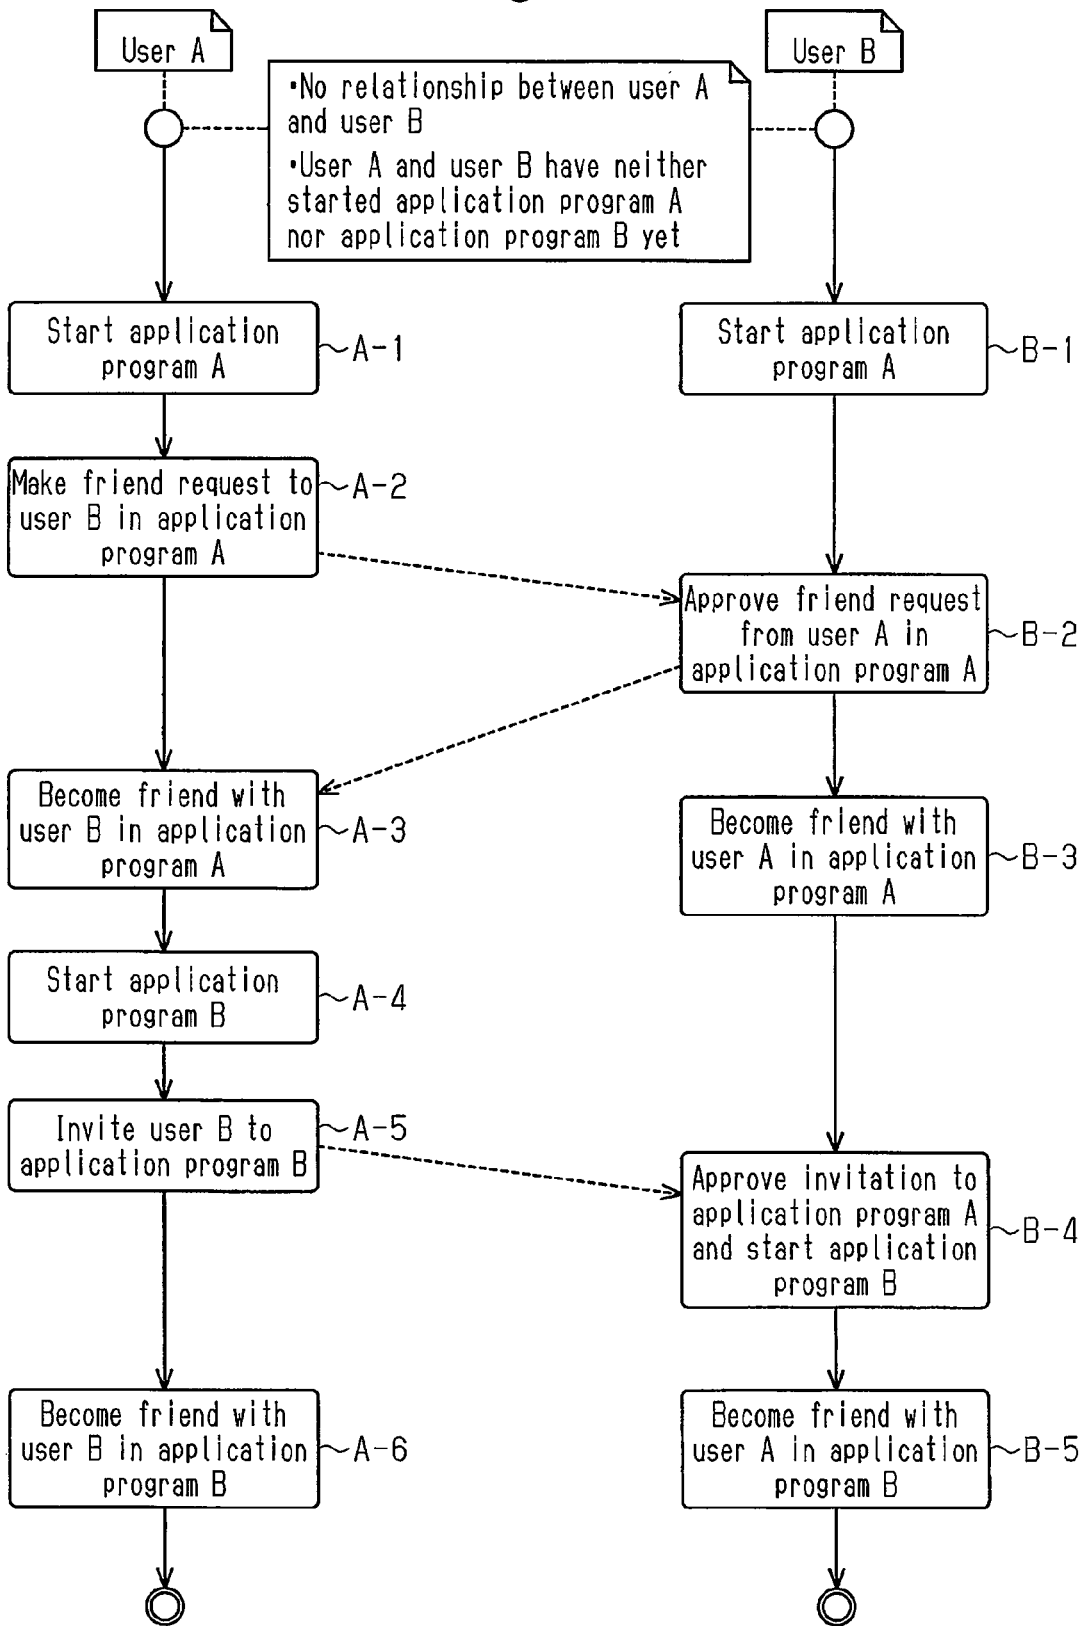 User A
User B
•No relationship between user A
and user B
•User A and user B have neither
started application program A
nor application program B yet
Start application
program A
A-1
Start application
program A
B-1
Make friend request to
user B in application
program A
A-2
Approve friend request
from user A in
application program A
B-2
Become friend with
user B in application
program A
A-3
Become friend with
user A in application
program A
B-3
Start application
program B
A-4
Invite user B to
application program B
A-5
Approve invitation to
application program A
and start application
program B
B-4
Become friend with
user B in application
program B
A-6
Become friend with
user A in application
program B
B-5